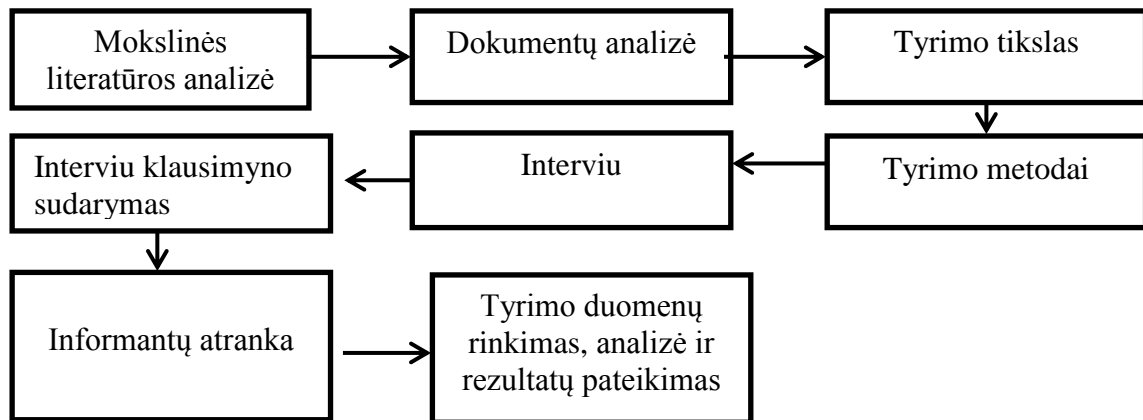 Mokslinės
literatūros analizė
Dokumentų analizė
Tyrimo tikslas
Tyrimo metodai
Interviu
Interviu klausimyno
sudarymas
Informantų atranka
Tyrimo duomenų
rinkimas, analizė ir
rezultatų pateikimas